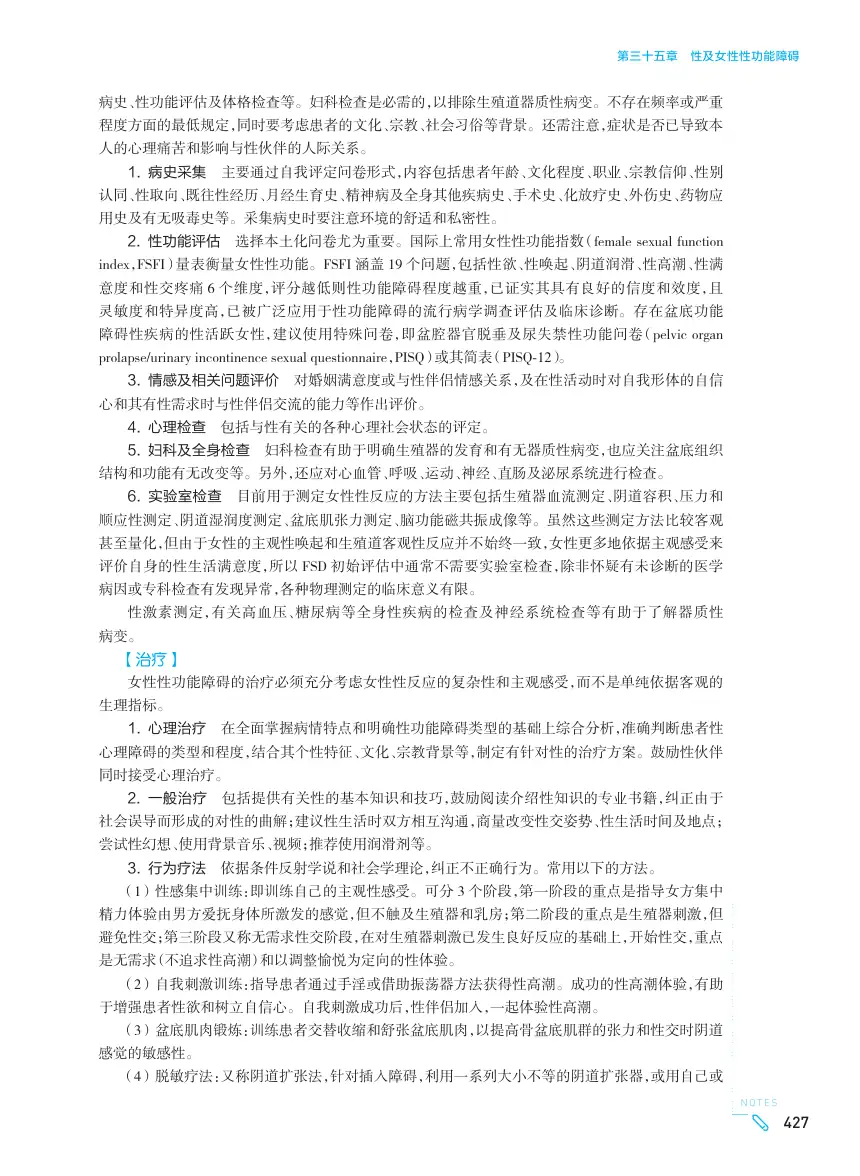 第三十五章　性及女性性功能障碍
病史、性功能评估及体格检查等。妇科检查是必需的，以排除生殖道器质性病变。不存在频率或严重
程度方面的最低规定，同时要考虑患者的文化、宗教、社会习俗等背景。还需注意，症状是否已导致本
人的心理痛苦和影响与性伙伴的人际关系。
1. 病史采集　主要通过自我评定问卷形式，内容包括患者年龄、文化程度、职业、宗教信仰、性别
认同、性取向、既往性经历、月经生育史、精神病及全身其他疾病史、手术史、化放疗史、外伤史、药物应
用史及有无吸毒史等。采集病史时要注意环境的舒适和私密性。
2. 性功能评估　选择本土化问卷尤为重要。国际上常用女性性功能指数（female sexual function
index，FSFI）量表衡量女性性功能。FSFI 涵盖 19 个问题，包括性欲、性唤起、阴道润滑、性高潮、性满
意度和性交疼痛 6 个维度，评分越低则性功能障碍程度越重，已证实其具有良好的信度和效度，且
灵敏度和特异度高，已被广泛应用于性功能障碍的流行病学调查评估及临床诊断。存在盆底功能
障碍性疾病的性活跃女性，建议使用特殊问卷，即盆腔器官脱垂及尿失禁性功能问卷（pelvic organ
prolapse/urinary incontinence sexual questionnaire，PISQ）或其简表（PISQ-12）。
3. 情感及相关问题评价　对婚姻满意度或与性伴侣情感关系，及在性活动时对自我形体的自信
心和其有性需求时与性伴侣交流的能力等作出评价。
4. 心理检查　包括与性有关的各种心理社会状态的评定。
5. 妇科及全身检查　妇科检查有助于明确生殖器的发育和有无器质性病变，也应关注盆底组织
结构和功能有无改变等。另外，还应对心血管、呼吸、运动、神经、直肠及泌尿系统进行检查。
6. 实验室检查　目前用于测定女性性反应的方法主要包括生殖器血流测定、阴道容积、压力和
顺应性测定、阴道湿润度测定、盆底肌张力测定、脑功能磁共振成像等。虽然这些测定方法比较客观
甚至量化，但由于女性的主观性唤起和生殖道客观性反应并不始终一致，女性更多地依据主观感受来
评价自身的性生活满意度，所以 FSD 初始评估中通常不需要实验室检查，除非怀疑有未诊断的医学
病因或专科检查有发现异常，各种物理测定的临床意义有限。
性激素测定，有关高血压、糖尿病等全身性疾病的检查及神经系统检查等有助于了解器质性
病变。
【治疗】
女性性功能障碍的治疗必须充分考虑女性性反应的复杂性和主观感受，而不是单纯依据客观的
生理指标。
1. 心理治疗　在全面掌握病情特点和明确性功能障碍类型的基础上综合分析，准确判断患者性
心理障碍的类型和程度，结合其个性特征、文化、宗教背景等，制定有针对性的治疗方案。鼓励性伙伴
同时接受心理治疗。
2. 一般治疗　包括提供有关性的基本知识和技巧，鼓励阅读介绍性知识的专业书籍，纠正由于
社会误导而形成的对性的曲解；建议性生活时双方相互沟通，商量改变性交姿势、性生活时间及地点；
尝试性幻想、使用背景音乐、视频；推荐使用润滑剂等。
3. 行为疗法　依据条件反射学说和社会学理论，纠正不正确行为。常用以下的方法。
（1）性感集中训练：即训练自己的主观性感受。可分 3 个阶段，第一阶段的重点是指导女方集中
精力体验由男方爱抚身体所激发的感觉，但不触及生殖器和乳房；第二阶段的重点是生殖器刺激，但
避免性交；第三阶段又称无需求性交阶段，在对生殖器刺激已发生良好反应的基础上，开始性交，重点
是无需求（不追求性高潮）和以调整愉悦为定向的性体验。
（2）自我刺激训练：指导患者通过手淫或借助振荡器方法获得性高潮。成功的性高潮体验，有助
于增强患者性欲和树立自信心。自我刺激成功后，性伴侣加入，一起体验性高潮。
（3）盆底肌肉锻炼：训练患者交替收缩和舒张盆底肌肉，以提高骨盆底肌群的张力和性交时阴道
感觉的敏感性。
（4）脱敏疗法：又称阴道扩张法，针对插入障碍，利用一系列大小不等的阴道扩张器，或用自己或
NOTES
427